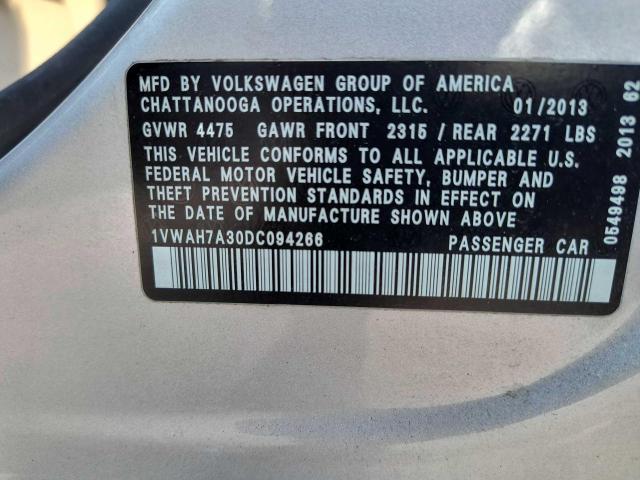 MFD BY VOLKSWAGEN GROUP OF AMERICA
CHATTANOOGA OPERATIONS, LLC. 01/2013
GVWR 4475 GAWR FRONT 2315 / REAR 2271 LBS
THIS VEHICLE CONFORMS TO ALL APPLICABLE U.S.
FEDERAL MOTOR VEHICLE SAFETY, BUMPER AND
THEFT PREVENTION STANDARDS IN EFFECT ON
THE DATE OF MANUFACTURE SHOWN ABOVE
1VWAH7A30DC094266 PASSENGER CAR
0549498 2013 62